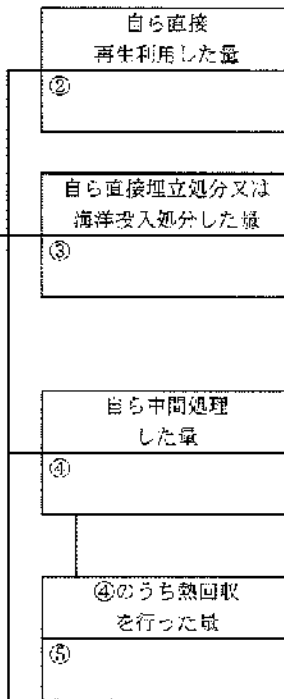 自ら直接
再生利用した量
②
自ら直接埋立処分又は
海洋投入処分した量
③
自ら中間処理
した量
④
④のうち熱回収
を行った量
⑤